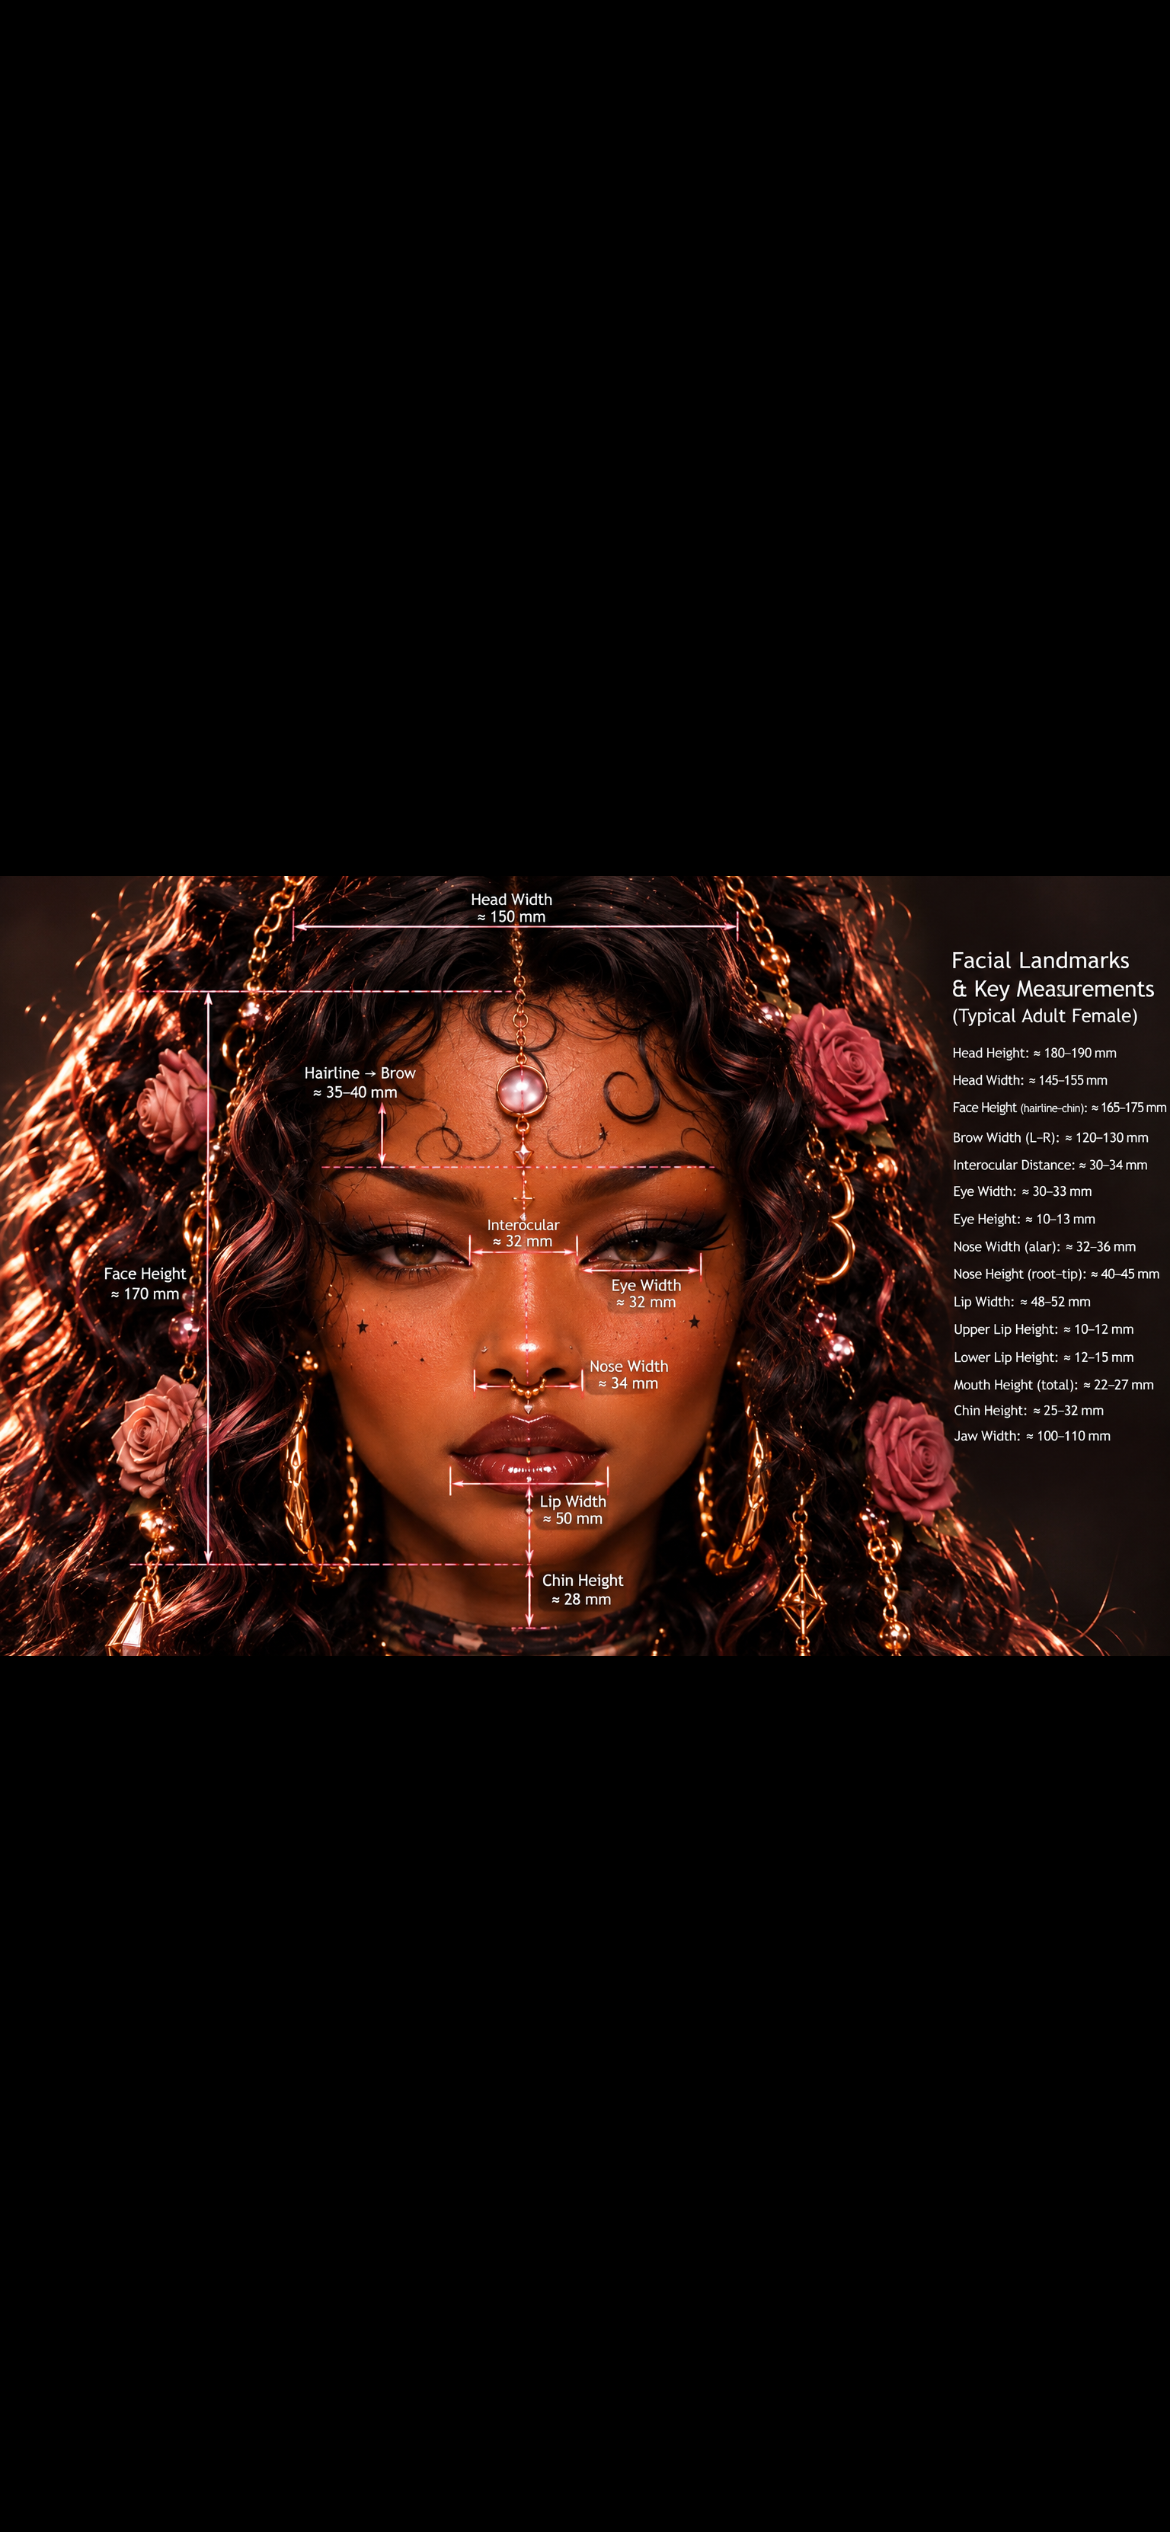 Head Width
≈ 150 mm
Facial Landmarks
& Key Measurements
(Typical Adult Female)
Head Height: ≈ 180–190 mm
Head Width: ≈ 145–155 mm
Face Height (hairline–chin): ≈ 165–175 mm
Brow Width (L–R): ≈ 120–130 mm
Interocular Distance: ≈ 30–34 mm
Eye Width: ≈ 30–33 mm
Eye Height: ≈ 10–13 mm
Nose Width (alar): ≈ 32–36 mm
Nose Height (root–tip): ≈ 40–45 mm
Lip Width: ≈ 48–52 mm
Upper Lip Height: ≈ 10–12 mm
Lower Lip Height: ≈ 12–15 mm
Mouth Height (total): ≈ 22–27 mm
Chin Height: ≈ 25–32 mm
Jaw Width: ≈ 100–110 mm
Hairline → Brow
≈ 35–40 mm
Interocular
≈ 32 mm
Face Height
≈ 170 mm
Eye Width
≈ 32 mm
Nose Width
≈ 34 mm
Lip Width
≈ 50 mm
Chin Height
≈ 28 mm